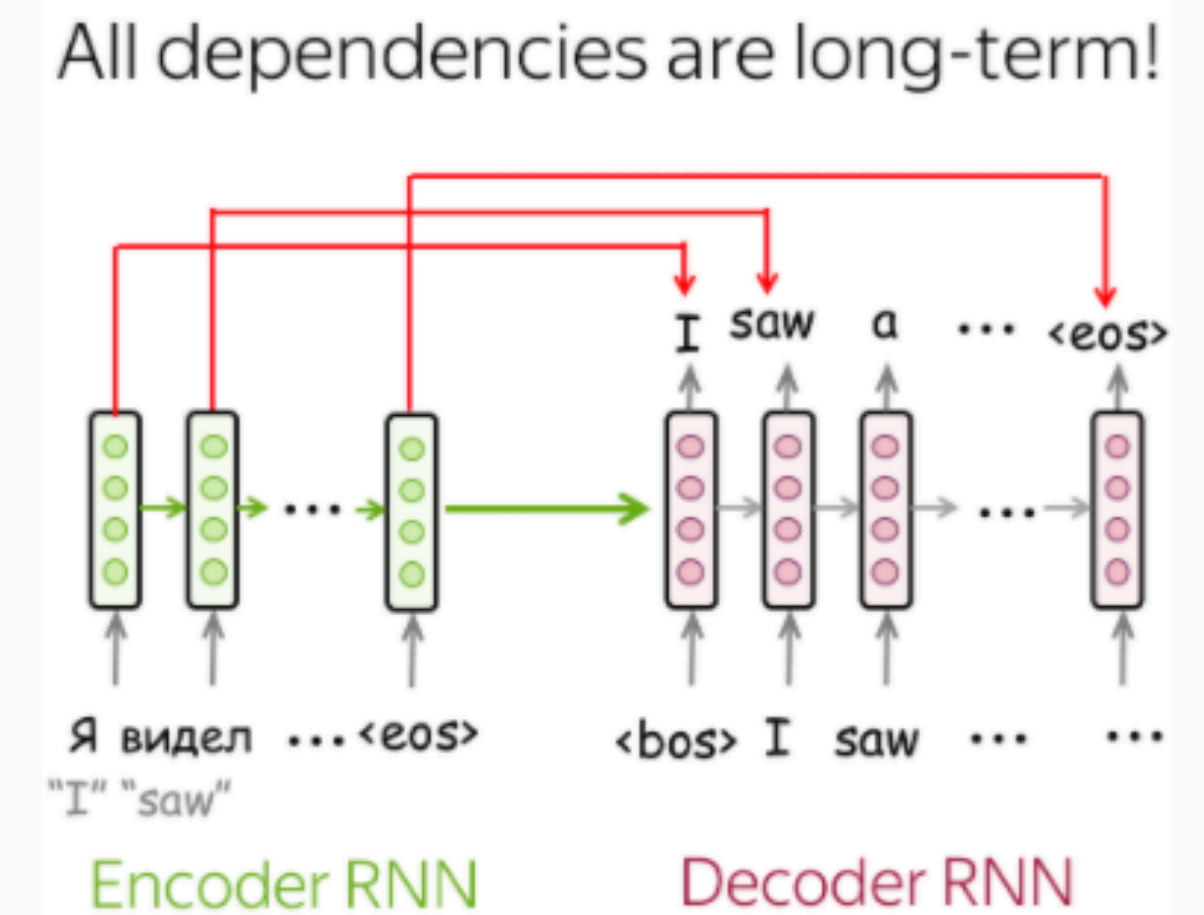 All dependencies are long-term!
I saw a ... <eos>
...
...
Я видел ... <eos>
<bos> I saw ... ...
"I" "saw"
Encoder RNN
Decoder RNN